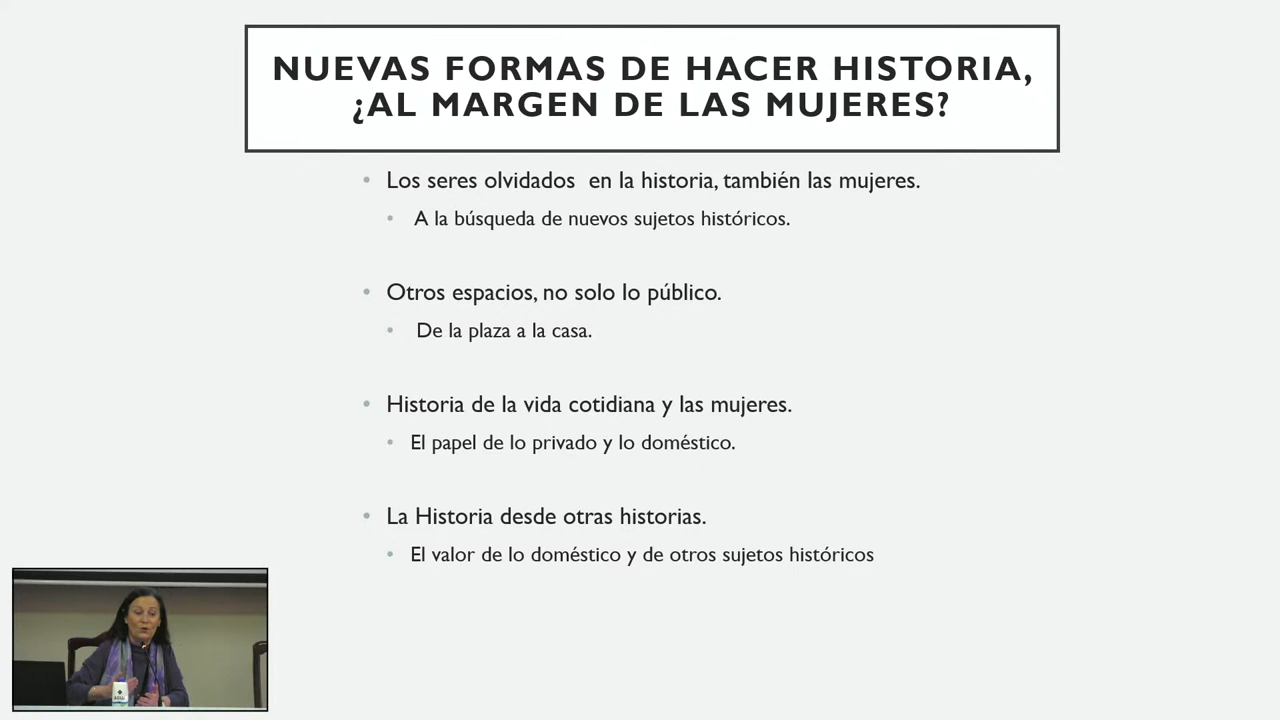 NUEVAS FORMAS DE HACER HISTORIA,
¿AL MARGEN DE LAS MUJERES?
• Los seres olvidados en la historia, también las mujeres.
• A la búsqueda de nuevos sujetos históricos.
• Otros espacios, no solo lo público.
• De la plaza a la casa.
• Historia de la vida cotidiana y las mujeres.
• El papel de lo privado y lo doméstico.
• La Historia desde otras historias.
• El valor de lo doméstico y de otros sujetos históricos